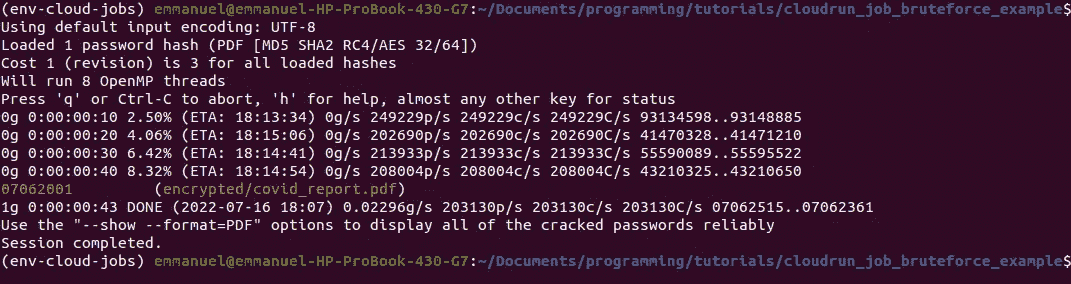 (env-cloud-jobs) emmanuel@emmanuel-HP-ProBook-430-G7:~/Documents/programming/tutorials/cloudrun_job_bruteforce_example$
Using default input encoding: UTF-8
Loaded 1 password hash (PDF [MD5 SHA2 RC4/AES 32/64])
Cost 1 (revision) is 3 for all loaded hashes
Will run 8 OpenMP threads
Press 'q' or Ctrl-C to abort, 'h' for help, almost any other key for status
0g 0:00:00:10 2.50% (ETA: 18:13:34) 0g/s 249229p/s 249229c/s 249229C/s 93134598..93148885
0g 0:00:00:20 4.06% (ETA: 18:15:06) 0g/s 202690p/s 202690c/s 202690C/s 41470328..41471210
0g 0:00:00:30 6.42% (ETA: 18:14:41) 0g/s 213933p/s 213933c/s 213933C/s 55590089..55595522
0g 0:00:00:40 8.32% (ETA: 18:14:54) 0g/s 208004p/s 208004c/s 208004C/s 43210325..43210650
07062001 (encrypted/covid_report.pdf)
1g 0:00:00:43 DONE (2022-07-16 18:07) 0.02296g/s 203130p/s 203130c/s 203130C/s 07062515..07062361
Use the "--show --format=PDF" options to display all of the cracked passwords reliably
Session completed.
(env-cloud-jobs) emmanuel@emmanuel-HP-ProBook-430-G7:~/Documents/programming/tutorials/cloudrun_job_bruteforce_example$